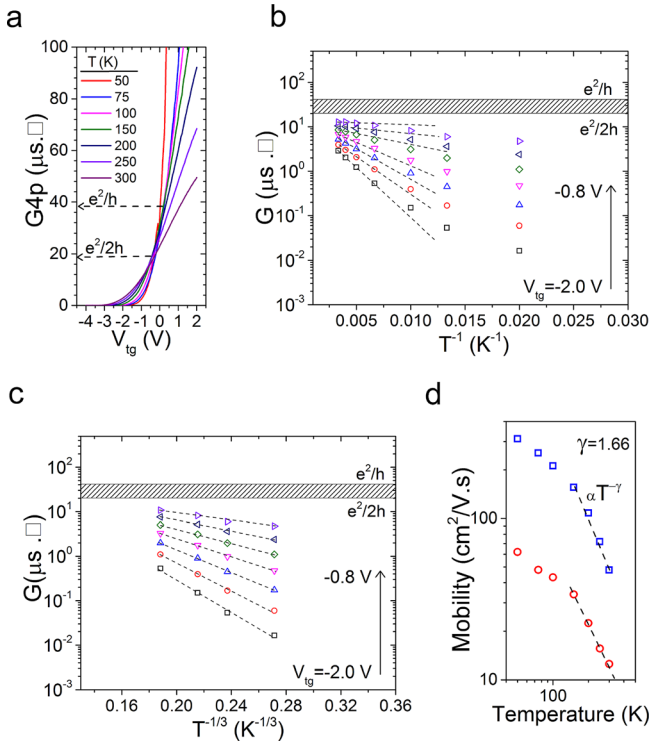 a
G4p (μs.□)
100
80
60
40
20
0
T (K)
50
75
100
150
200
250
300
e²/h
e²/2h
-4 -3 -2 -1 0 1 2
V_tg (V)
b
G (μs.□)
10²
10¹
10⁰
10⁻¹
10⁻²
10⁻³
e²/h
e²/2h
-0.8 V
V_tg=-2.0 V
0.005 0.010 0.015 0.020 0.025 0.030
T⁻¹ (K⁻¹)
c
G(μs.□)
10²
10¹
10⁰
10⁻¹
10⁻²
10⁻³
e²/h
e²/2h
-0.8 V
V_tg=-2.0 V
0.16 0.20 0.24 0.28 0.32 0.36
T⁻¹/³ (K⁻¹/³)
d
Mobility (cm²/V.s)
100
10
γ=1.66
αT⁻ᵞ
100
Temperature (K)